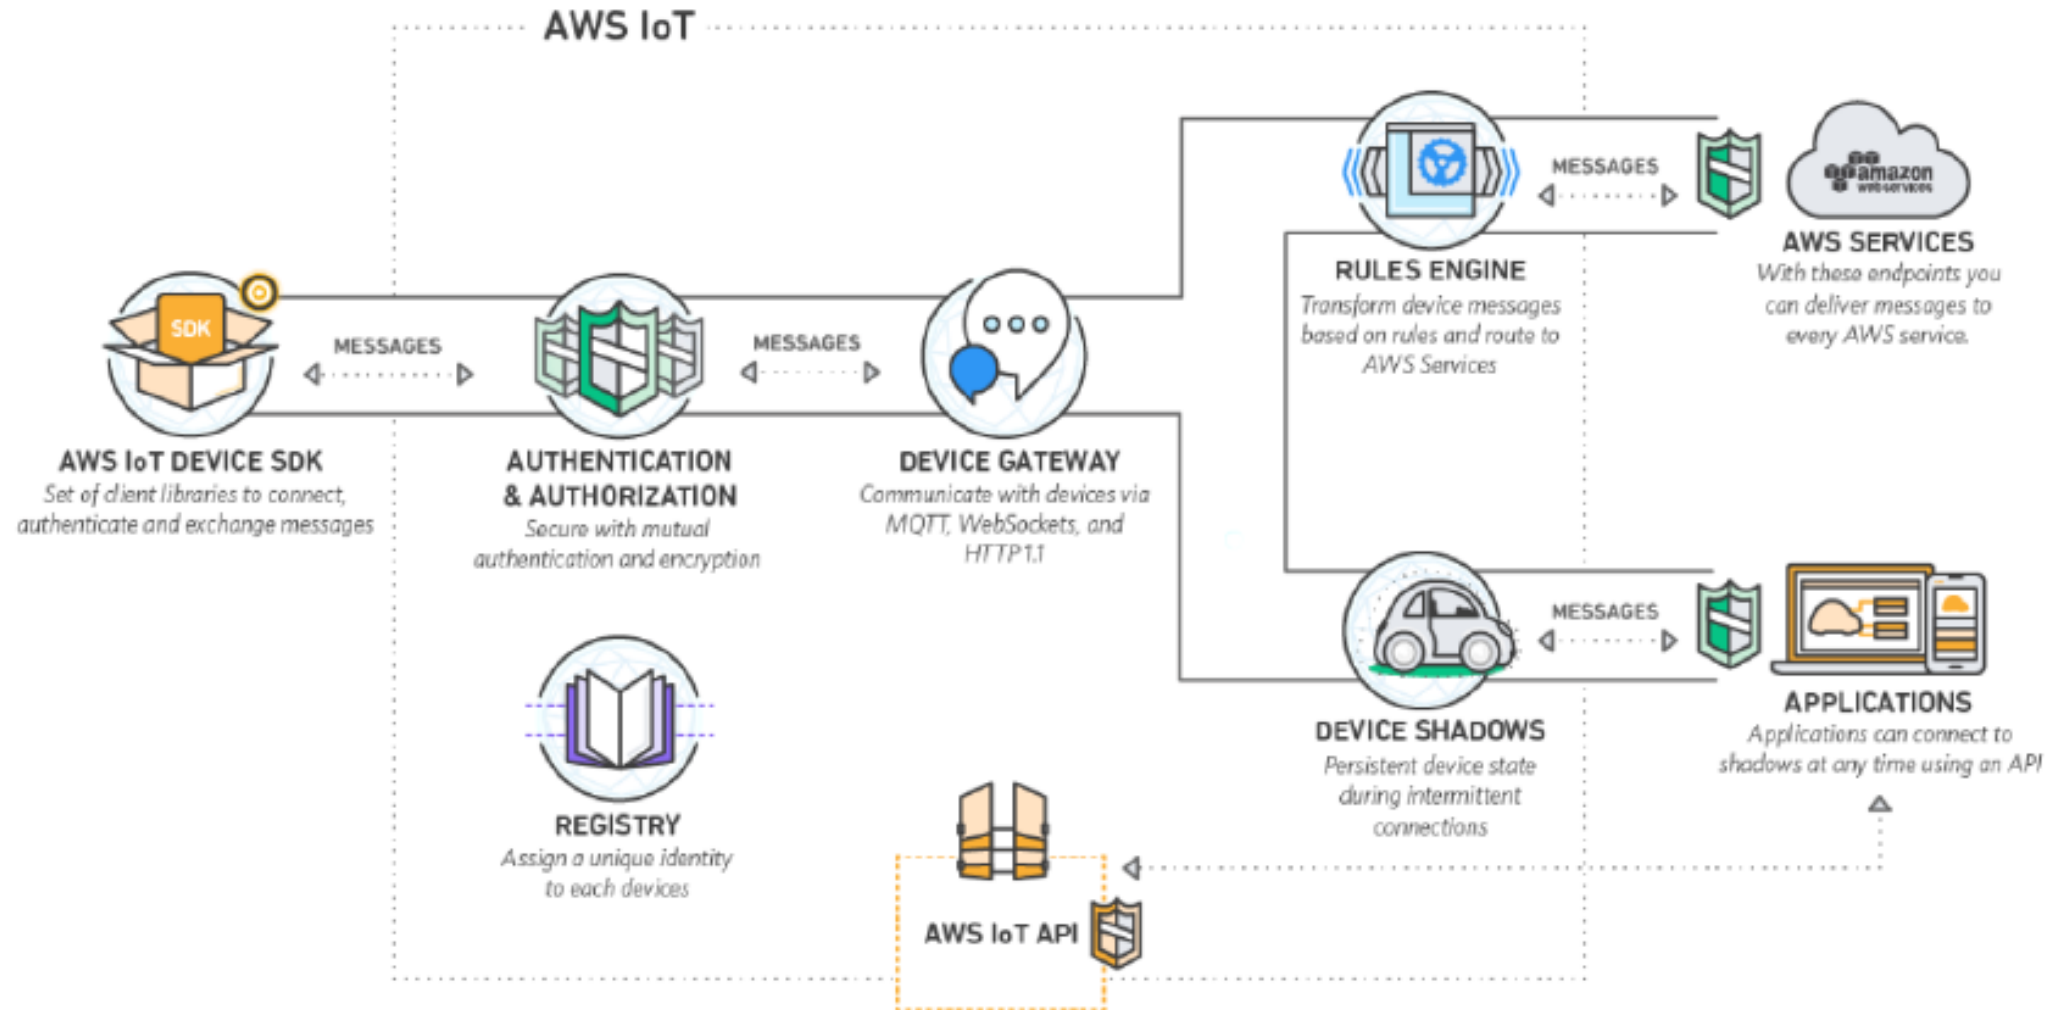 AWS IoT
SDK
MESSAGES
AWS IoT DEVICE SDK
Set of client libraries to connect,
authenticate and exchange messages
AUTHENTICATION
& AUTHORIZATION
Secure with mutual
authentication and encryption
MESSAGES
DEVICE GATEWAY
Communicate with devices via
MQTT, WebSockets, and
HTTP1.1
RULES ENGINE
Transform device messages
based on rules and route to
AWS Services
MESSAGES
amazon
webservices
AWS SERVICES
With these endpoints you
can deliver messages to
every AWS service.
REGISTRY
Assign a unique identity
to each devices
AWS IoT API
DEVICE SHADOWS
Persistent device state
during intermittent
connections
MESSAGES
APPLICATIONS
Applications can connect to
shadows at any time using an API